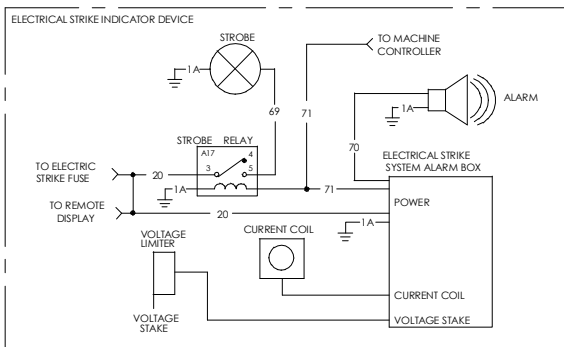 ELECTRICAL STRIKE INDICATOR DEVICE
STROBE
TO MACHINE
CONTROLLER
1A
69
71
1A
ALARM
70
STROBE RELAY
A17
4
3
5
ELECTRICAL STRIKE
SYSTEM ALARM BOX
TO ELECTRIC
STRIKE FUSE
20
1A
71
POWER
TO REMOTE
DISPLAY
20
1A
VOLTAGE
LIMITER
CURRENT COIL
CURRENT COIL
VOLTAGE
STAKE
VOLTAGE STAKE